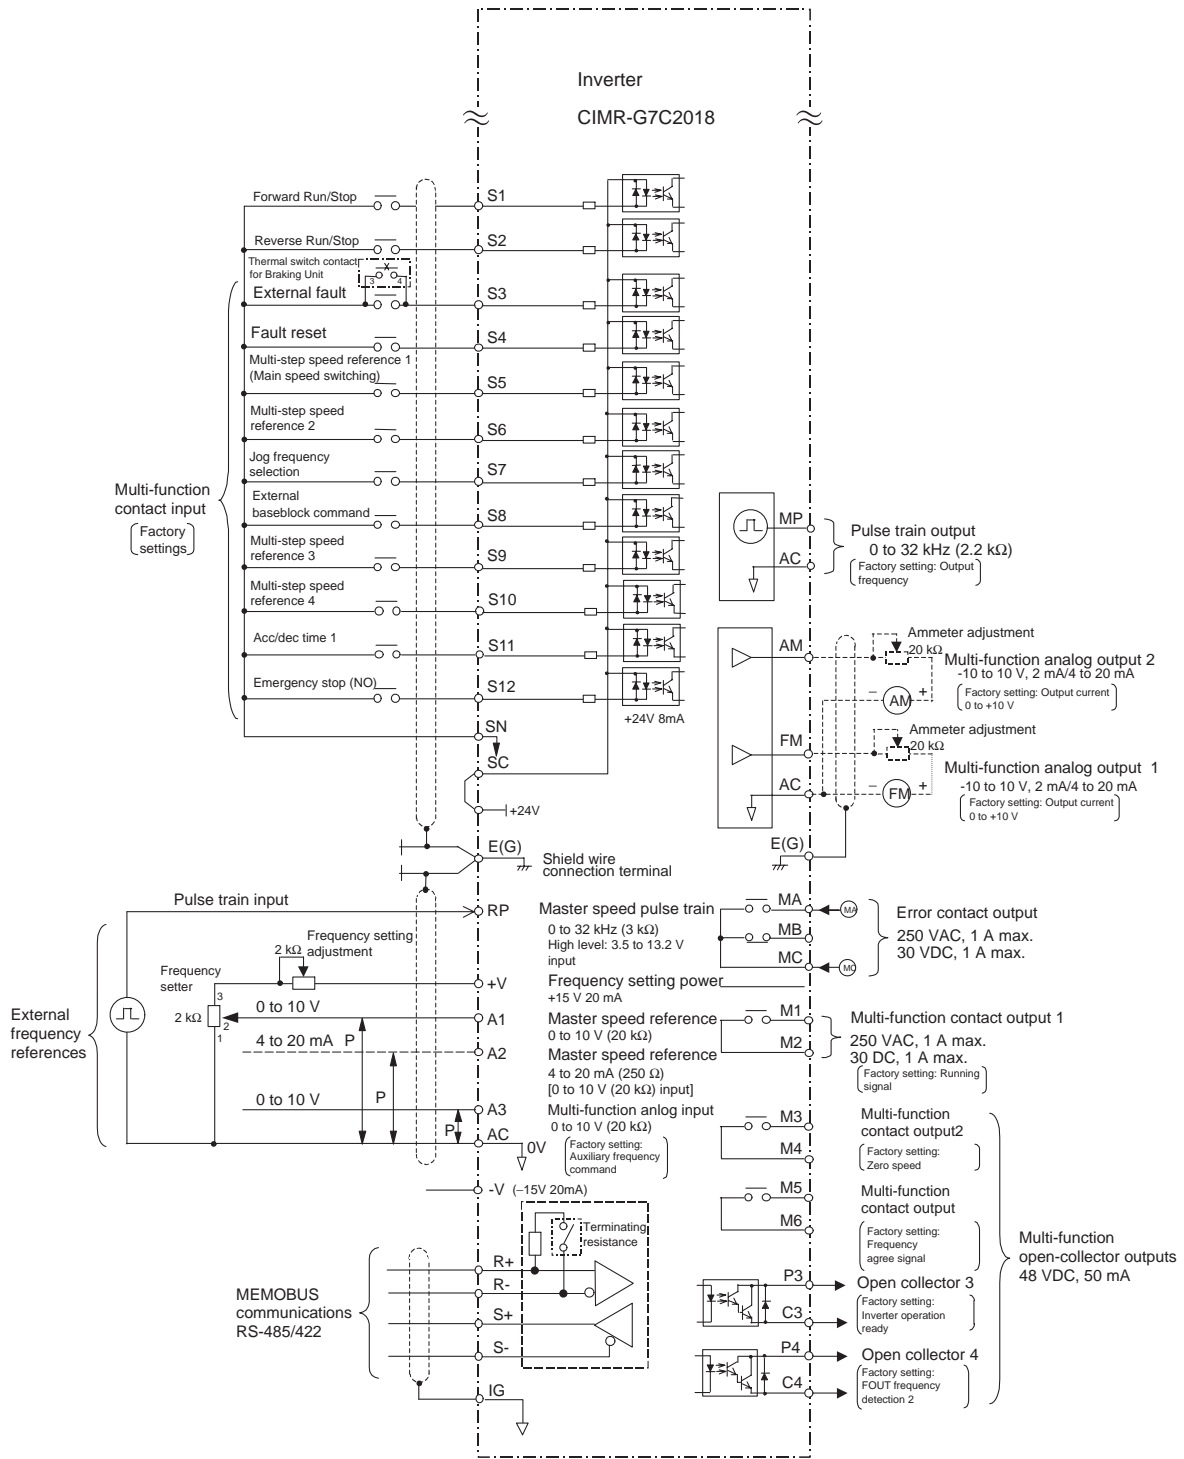 Inverter
CIMR-G7C2018
Forward Run/Stop
S1
Reverse Run/Stop
S2
Thermal switch contact
for Braking Unit
3 4
External fault
S3
Fault reset
S4
Multi-step speed reference 1
(Main speed switching)
S5
Multi-step speed
reference 2
S6
Jog frequency
selection
S7
External
baseblock command
S8
Multi-step speed
reference 3
S9
Multi-step speed
reference 4
S10
Acc/dec time 1
S11
Emergency stop (NO)
S12
Multi-function
contact input
Factory
settings
+24V 8mA
SN
SC
+24V
E(G)
Shield wire
connection terminal
MP
AC
Pulse train output
0 to 32 kHz (2.2 kΩ)
Factory setting: Output
frequency
AM
Ammeter adjustment
20 kΩ
Multi-function analog output 2
-10 to 10 V, 2 mA/4 to 20 mA
Factory setting: Output current
0 to +10 V
− AM +
FM
Ammeter adjustment
20 kΩ
Multi-function analog output 1
-10 to 10 V, 2 mA/4 to 20 mA
Factory setting: Output current
0 to +10 V
AC
− FM +
E(G)
Pulse train input
RP
Master speed pulse train
0 to 32 kHz (3 kΩ)
High level: 3.5 to 13.2 V
input
Frequency setting
adjustment
2 kΩ
Frequency
setter
+V
Frequency setting power
+15 V 20 mA
3
2 kΩ
2
1
0 to 10 V
A1
Master speed reference
0 to 10 V (20 kΩ)
4 to 20 mA
P
A2
Master speed reference
4 to 20 mA (250 Ω)
[0 to 10 V (20 kΩ) input]
P
0 to 10 V
P
A3
Multi-function anlog input
0 to 10 V (20 kΩ)
Factory setting:
Auxiliary frequency
command
AC
0V
External
frequency
references
-V (−15V 20mA)
Terminating
resistance
MEMOBUS
communications
RS-485/422
R+
R-
S+
S-
IG
MA
MA
MB
MC
MC
Error contact output
250 VAC, 1 A max.
30 VDC, 1 A max.
M1
M2
Multi-function contact output 1
250 VAC, 1 A max.
30 DC, 1 A max.
Factory setting: Running
signal
M3
M4
Multi-function
contact output2
Factory setting:
Zero speed
M5
M6
Multi-function
contact output
Factory setting:
Frequency
agree signal
Multi-function
open-collector outputs
48 VDC, 50 mA
P3
C3
Open collector 3
Factory setting:
Inverter operation
ready
P4
C4
Open collector 4
Factory setting:
FOUT frequency
detection 2